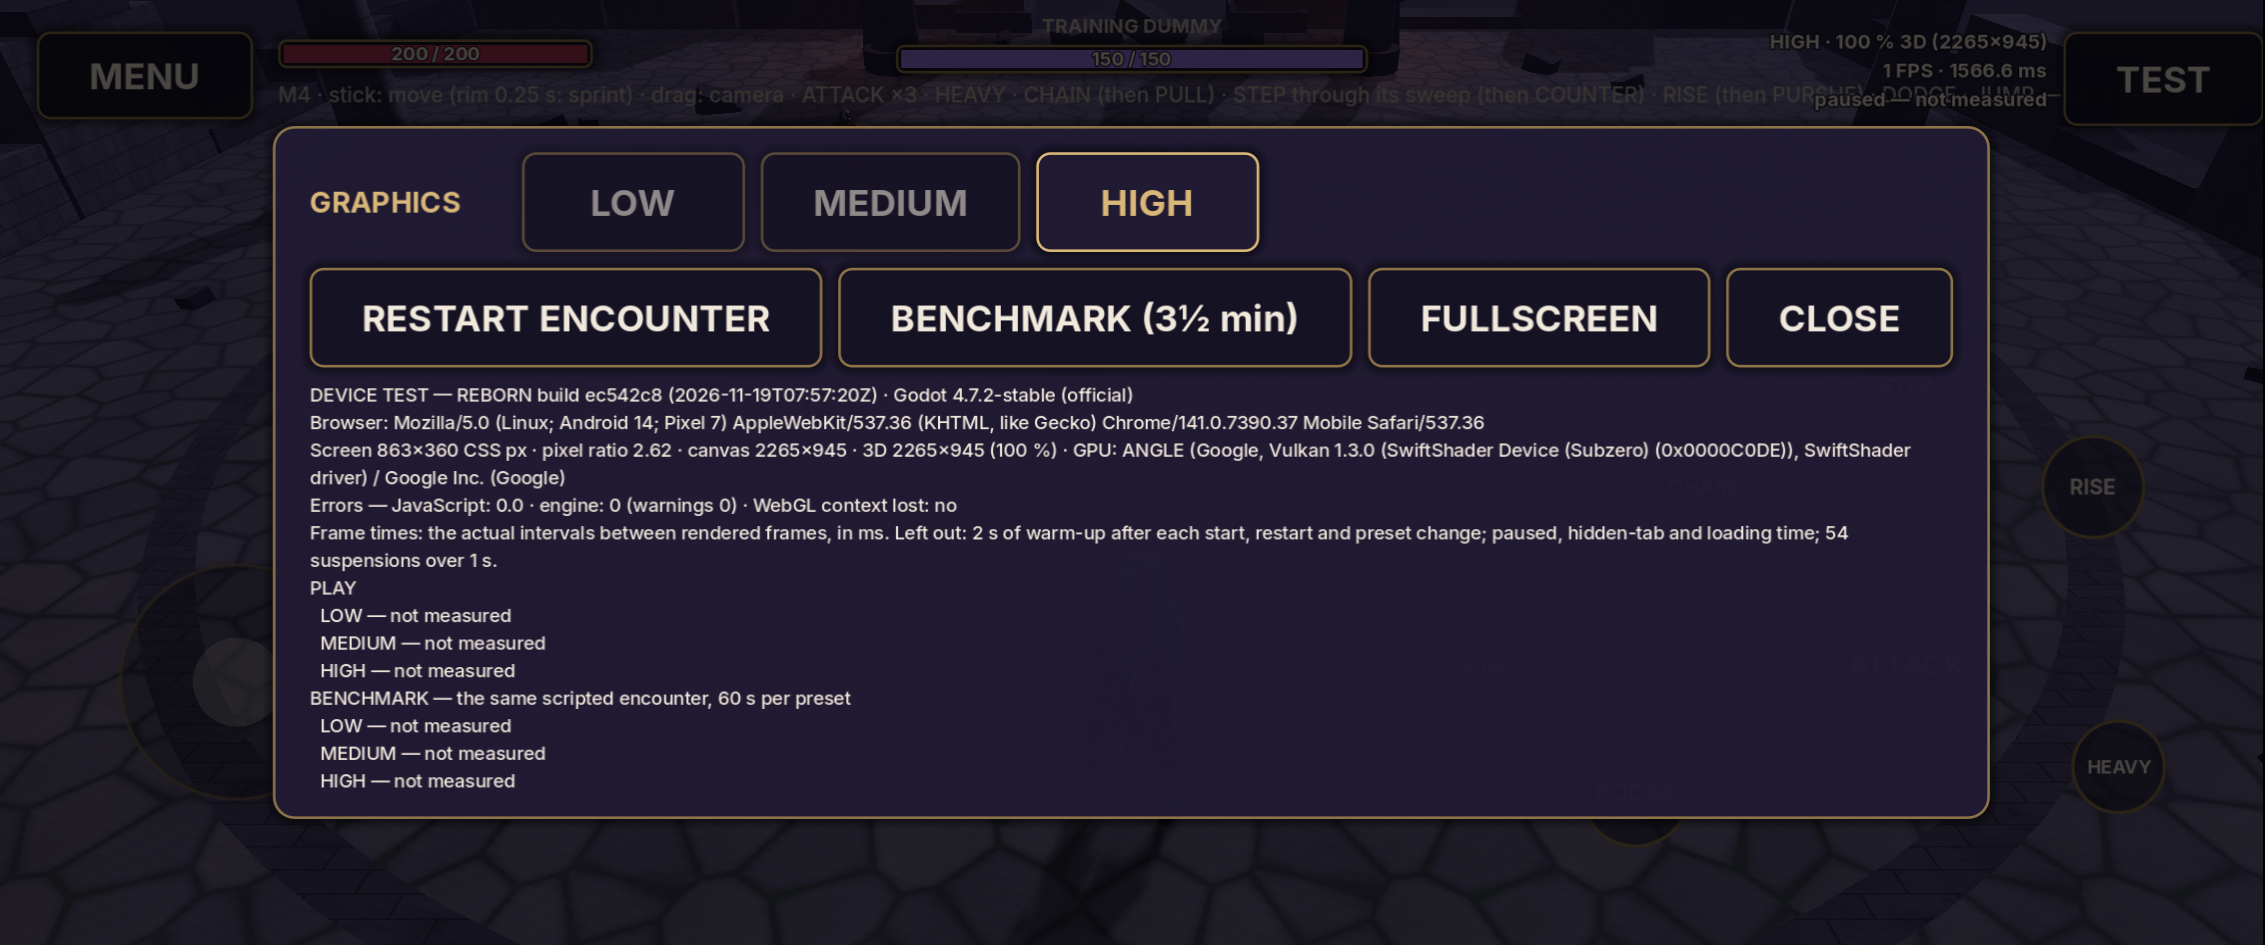 MENU
200 / 200
TRAINING DUMMY
150 / 150
HIGH · 100 % 3D (2265×945)
1 FPS · 1566.6 ms
paused — not measured
TEST
M4 · stick: move (rim 0.25 s: sprint) · drag: camera · ATTACK ×3 · HEAVY · CHAIN (then PULL) · STEP through its sweep (then COUNTER) · RISE (then PURSUE) · DODGE · JUMP —
GRAPHICS
LOW
MEDIUM
HIGH
RESTART ENCOUNTER
BENCHMARK (3½ min)
FULLSCREEN
CLOSE
DEVICE TEST — REBORN build ec542c8 (2026-11-19T07:57:20Z) · Godot 4.7.2-stable (official)
Browser: Mozilla/5.0 (Linux; Android 14; Pixel 7) AppleWebKit/537.36 (KHTML, like Gecko) Chrome/141.0.7390.37 Mobile Safari/537.36
Screen 863×360 CSS px · pixel ratio 2.62 · canvas 2265×945 · 3D 2265×945 (100 %) · GPU: ANGLE (Google, Vulkan 1.3.0 (SwiftShader Device (Subzero) (0x0000C0DE)), SwiftShader
driver) / Google Inc. (Google)
Errors — JavaScript: 0.0 · engine: 0 (warnings 0) · WebGL context lost: no
Frame times: the actual intervals between rendered frames, in ms. Left out: 2 s of warm-up after each start, restart and preset change; paused, hidden-tab and loading time; 54
suspensions over 1 s.
PLAY
LOW — not measured
MEDIUM — not measured
HIGH — not measured
BENCHMARK — the same scripted encounter, 60 s per preset
LOW — not measured
MEDIUM — not measured
HIGH — not measured
RISE
ATTACK
HEAVY